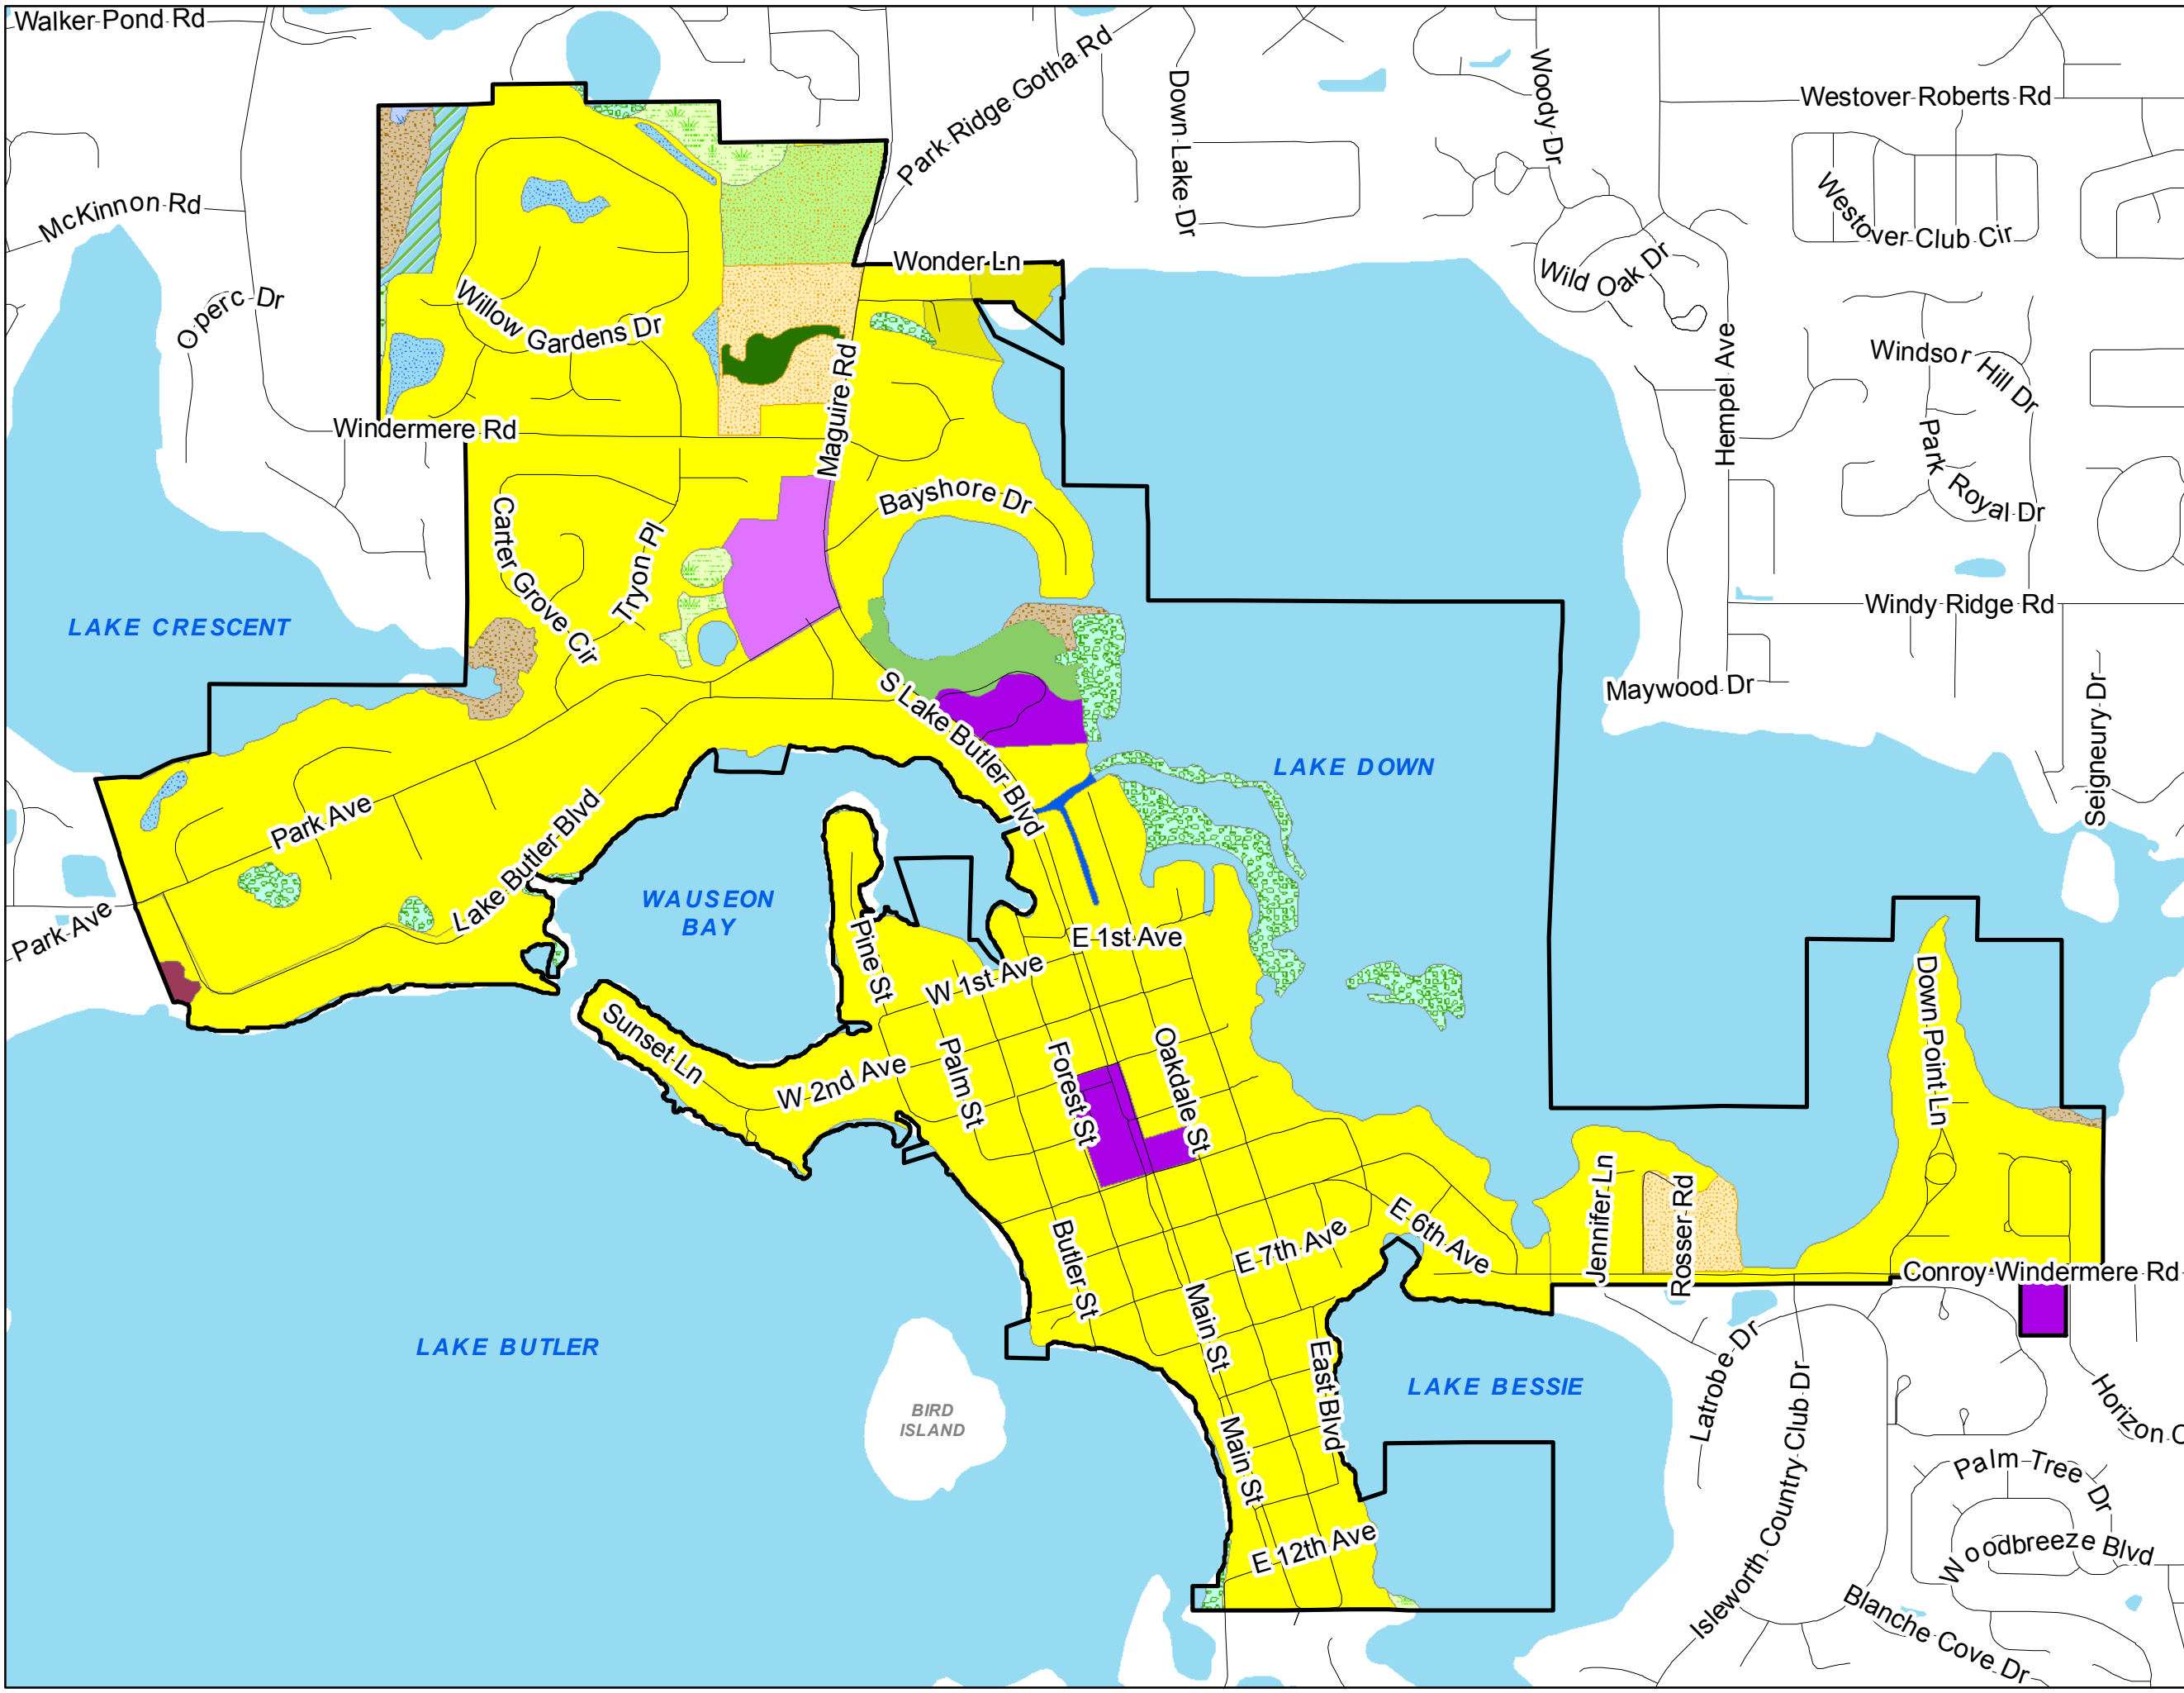 Walker Pond Rd
Park Ridge Gotha Rd
Down Lake Dr
Woody Dr
Westover Roberts Rd
McKinnon Rd
Westover Club Cir
Wonder Ln
Wild Oak Dr
Operc Dr
Willow Gardens Dr
Windsor Hill Dr
Hempel Ave
Maguire Rd
Windermere Rd
Park Royal Dr
Bayshore Dr
Carter Grove Cir
Tryon Pl
Windy Ridge Rd
LAKE CRESCENT
Maywood Dr
S Lake Butler Blvd
Seigneury Dr
LAKE DOWN
Park Ave
Lake Butler Blvd
WAUSEON
BAY
Park Ave
Pine St
E 1st Ave
W 1st Ave
Down Point Ln
Sunset Ln
W 2nd Ave
Palm St
Forest St
Oakdale St
Jennifer Ln
Rosser Rd
E 6th Ave
E 7th Ave
Butler St
Conroy Windermere Rd
Main St
LAKE BUTLER
East Blvd
LAKE BESSIE
Latrobe Dr
BIRD
ISLAND
Horizon C
Main St
Isleworth Country Club Dr
Palm Tree Dr
E 12th Ave
Woodbreeze Blvd
Blanche Cove Dr